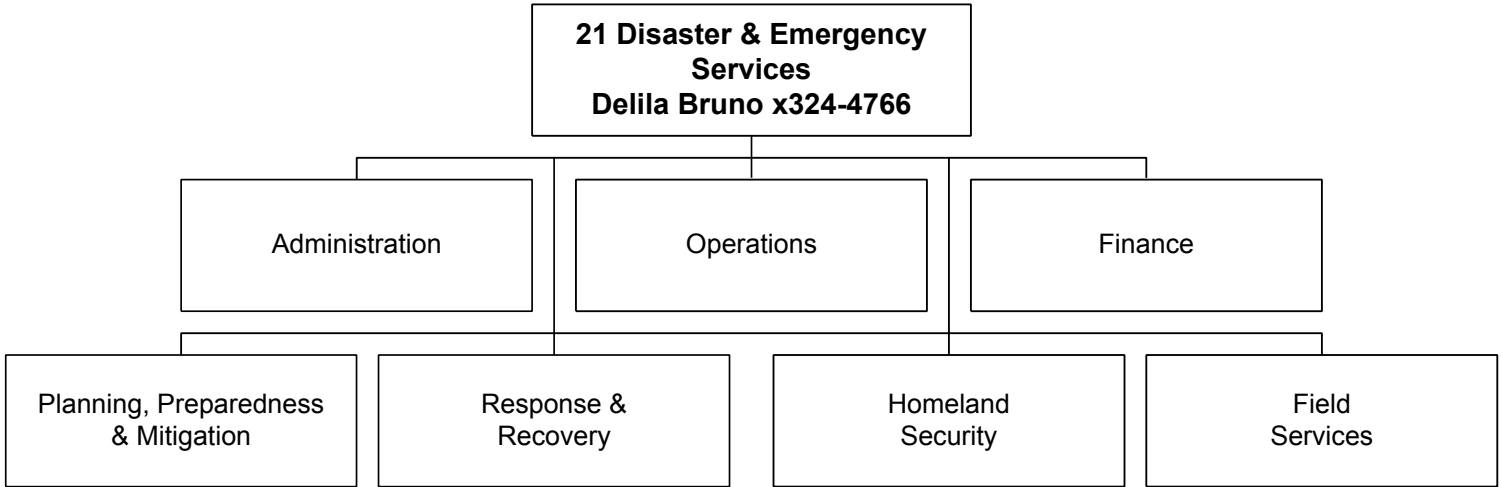 21 Disaster & Emergency
Services
Delila Bruno x324-4766
Administration
Operations
Finance
Planning, Preparedness
& Mitigation
Response &
Recovery
Homeland
Security
Field
Services